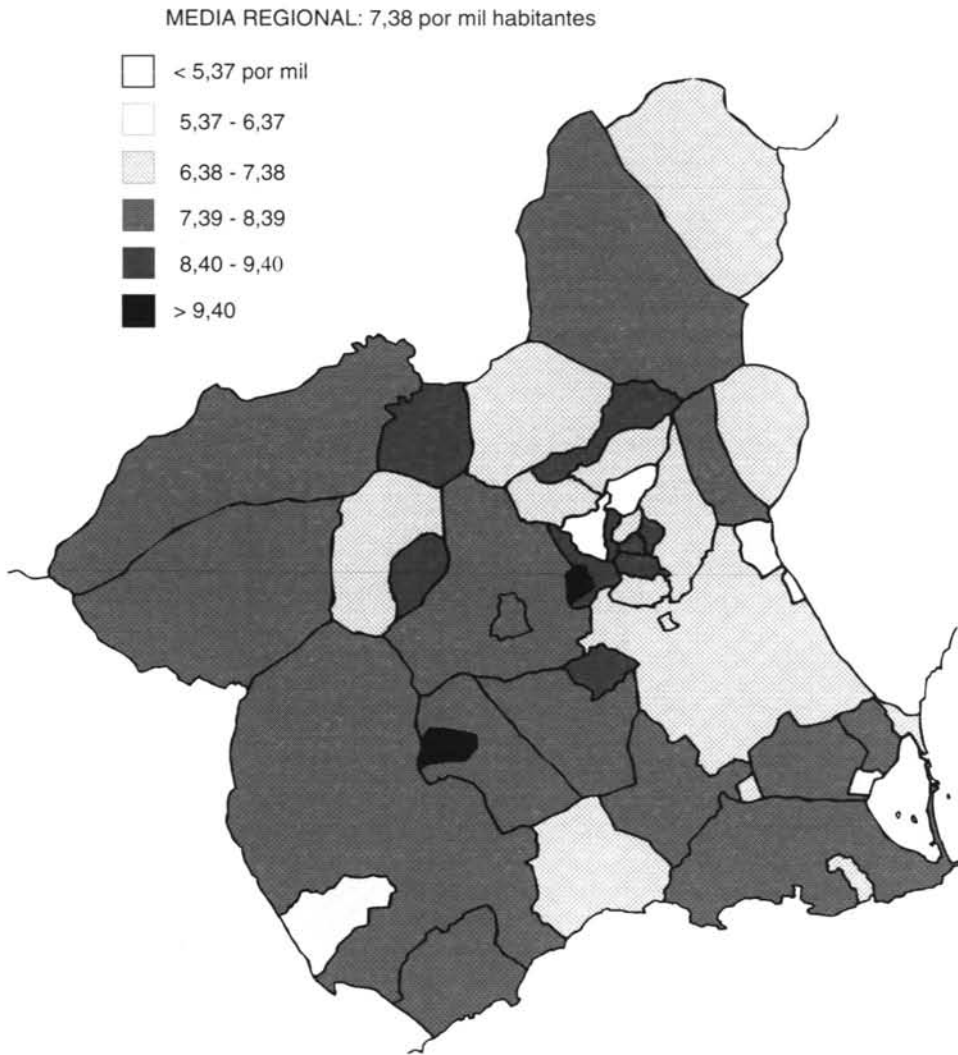 MEDIA REGIONAL: 7,38 por mil habitantes
< 5,37 por mil
5,37 - 6,37
6,38 - 7,38
7,39 - 8,39
8,40 - 9,40
> 9,40